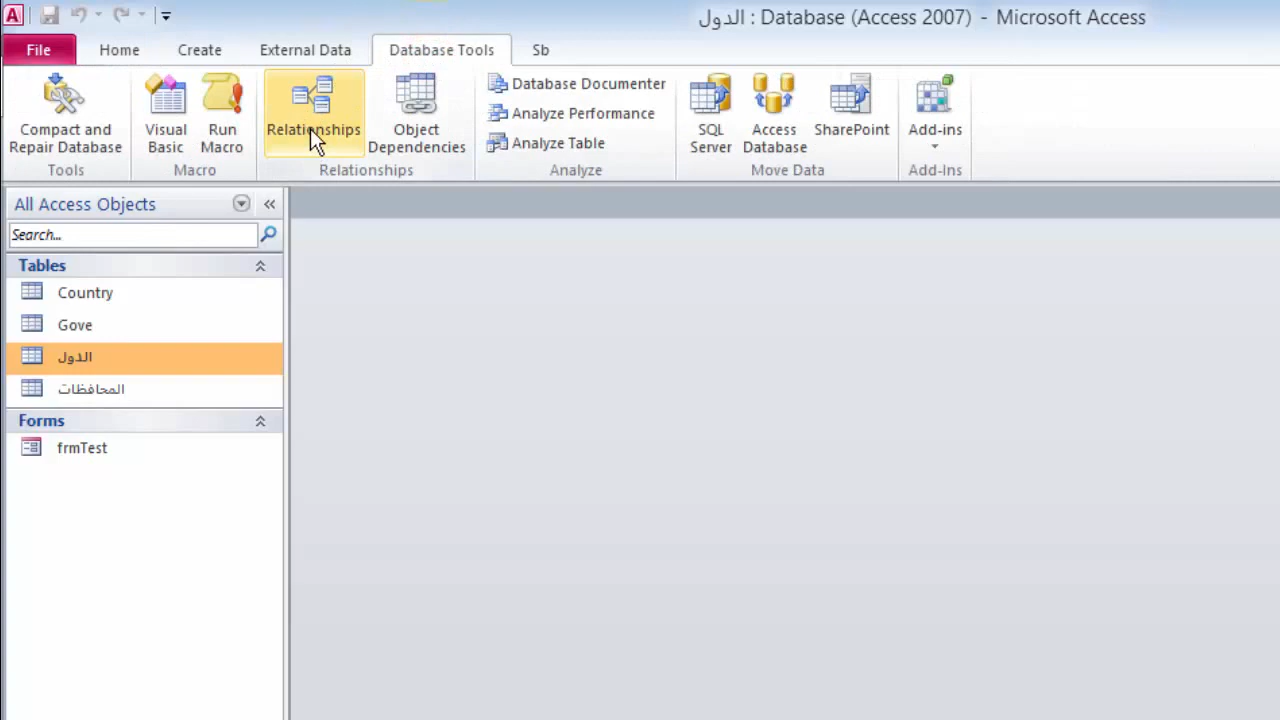 الدول : Database (Access 2007) - Microsoft Access
File Home Create External Data Database Tools Sb
Compact and Repair Database
Visual Basic
Run Macro
Relationships
Object Dependencies
Database Documenter
Analyze Performance
Analyze Table
SQL Server
Access Database
SharePoint
Add-ins
Tools Macro Relationships Analyze Move Data Add-Ins
All Access Objects
Search...
Tables
Country
Gove
الدول
المحافظات
Forms
frmTest